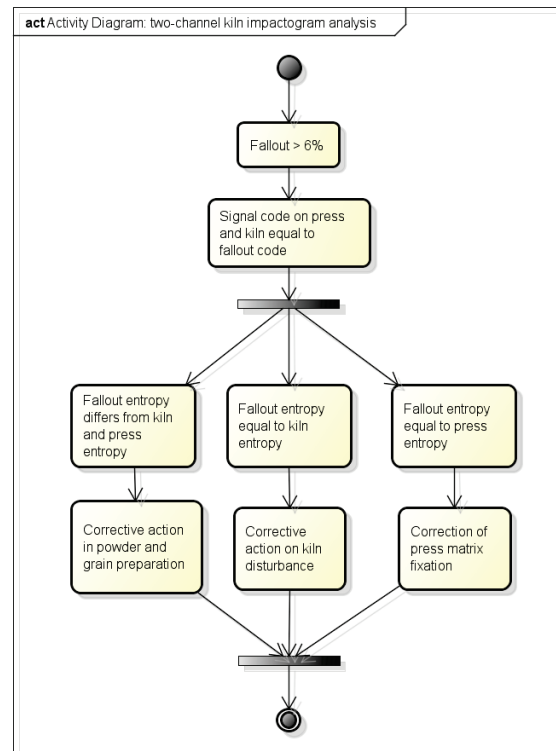 act Activity Diagram: two-channel kiln impactogram analysis
Fallout > 6%
Signal code on press
and kiln equal to
fallout code
Fallout entropy
differs from kiln
and press
entropy
Fallout entropy
equal to kiln
entropy
Fallout entropy
equal to press
entropy
Corrective action
in powder and
grain preparation
Corrective
action on kiln
disturbance
Correction of
press matrix
fixation